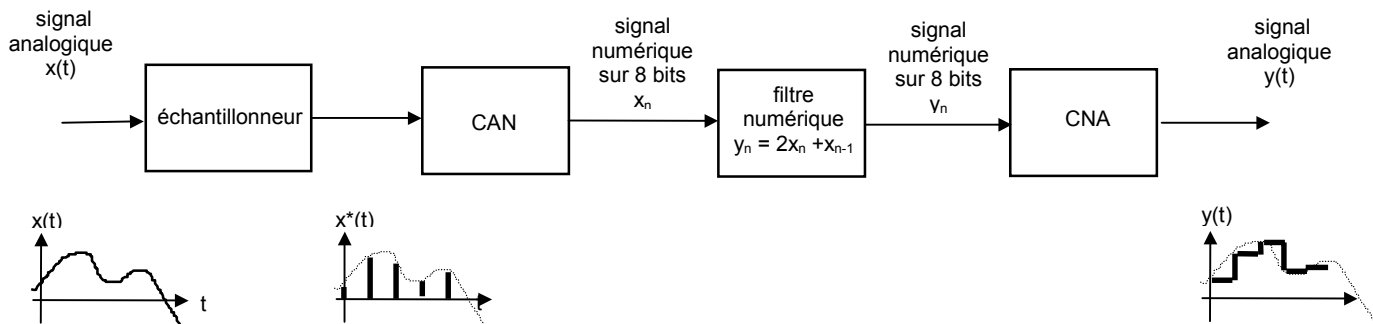 signal
analogique
x(t)
échantillonneur
CAN
signal
numérique
sur 8 bits
xₙ
filtre
numérique
yₙ = 2xₙ +xₙ₋₁
signal
numérique
sur 8 bits
yₙ
CNA
signal
analogique
y(t)
x(t)
t
x*(t)
t
y(t)